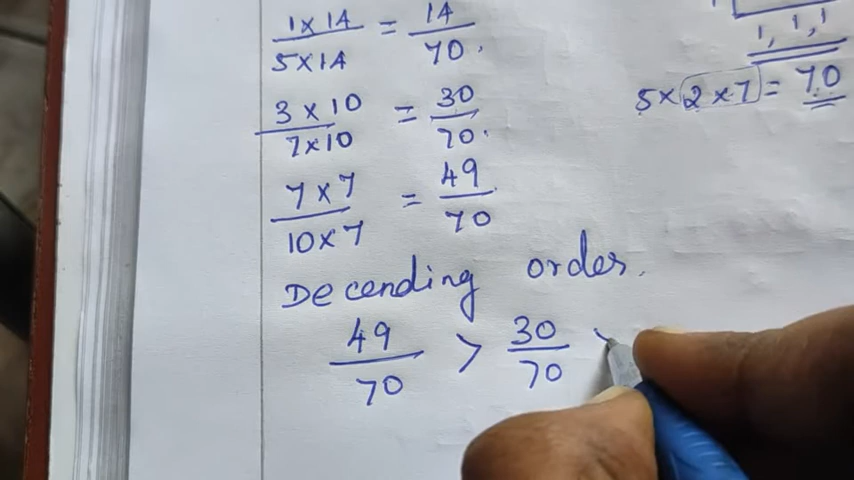 1 x 14 / 5 x 14 = 14 / 70.
3 x 10 / 7 x 10 = 30 / 70.
7 x 7 / 10 x 7 = 49 / 70
1, 1, 1
5 x 2 x 7 = 70
Decending order.
49 / 70 > 30 / 70